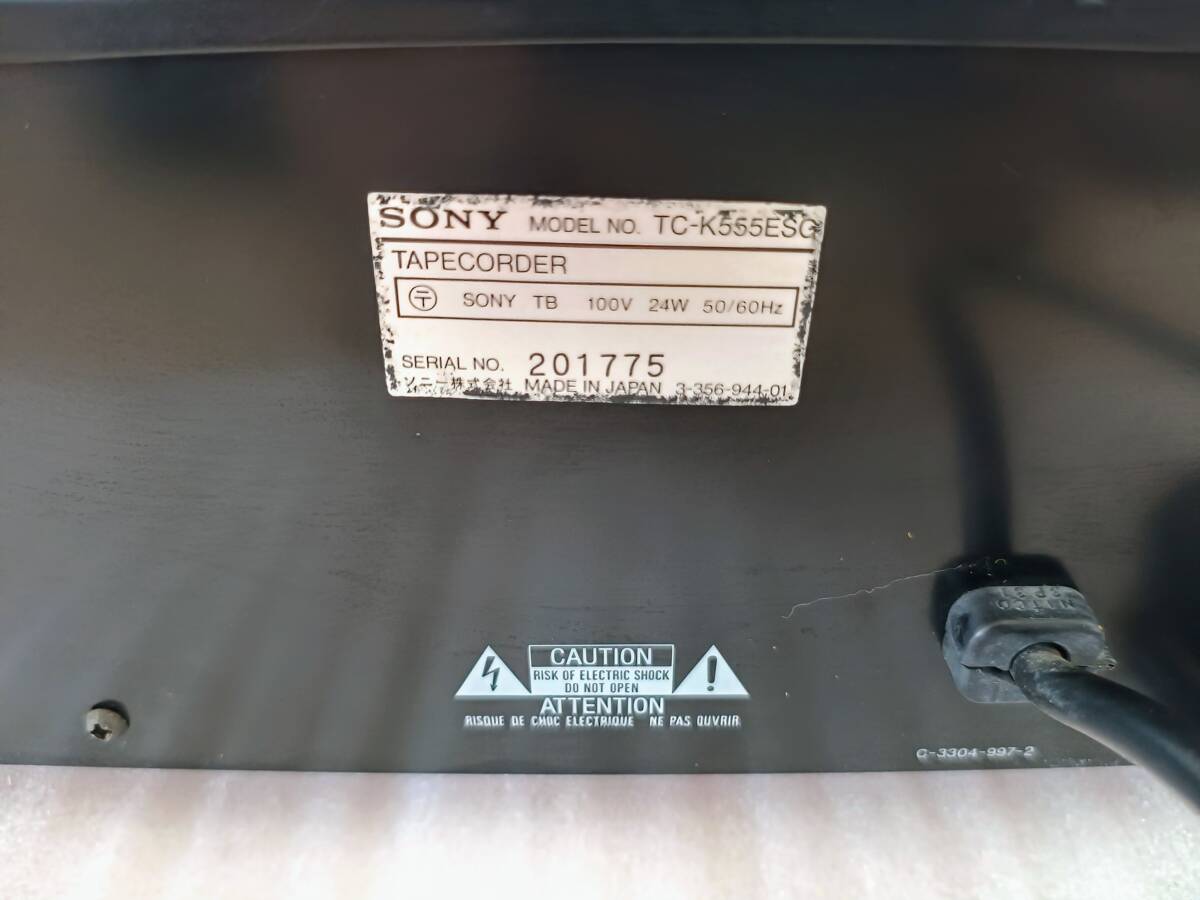 SONY MODEL NO. TC-K555ESG
TAPECORDER
〒 SONY TB 100V 24W 50/60Hz
SERIAL NO. 201775
ソニー株式会社 MADE IN JAPAN 3-356-944-01
CAUTION
RISK OF ELECTRIC SHOCK
DO NOT OPEN
ATTENTION
RISQUE DE CHOC ELECTRIQUE NE PAS OUVRIR
C-3304-997-2